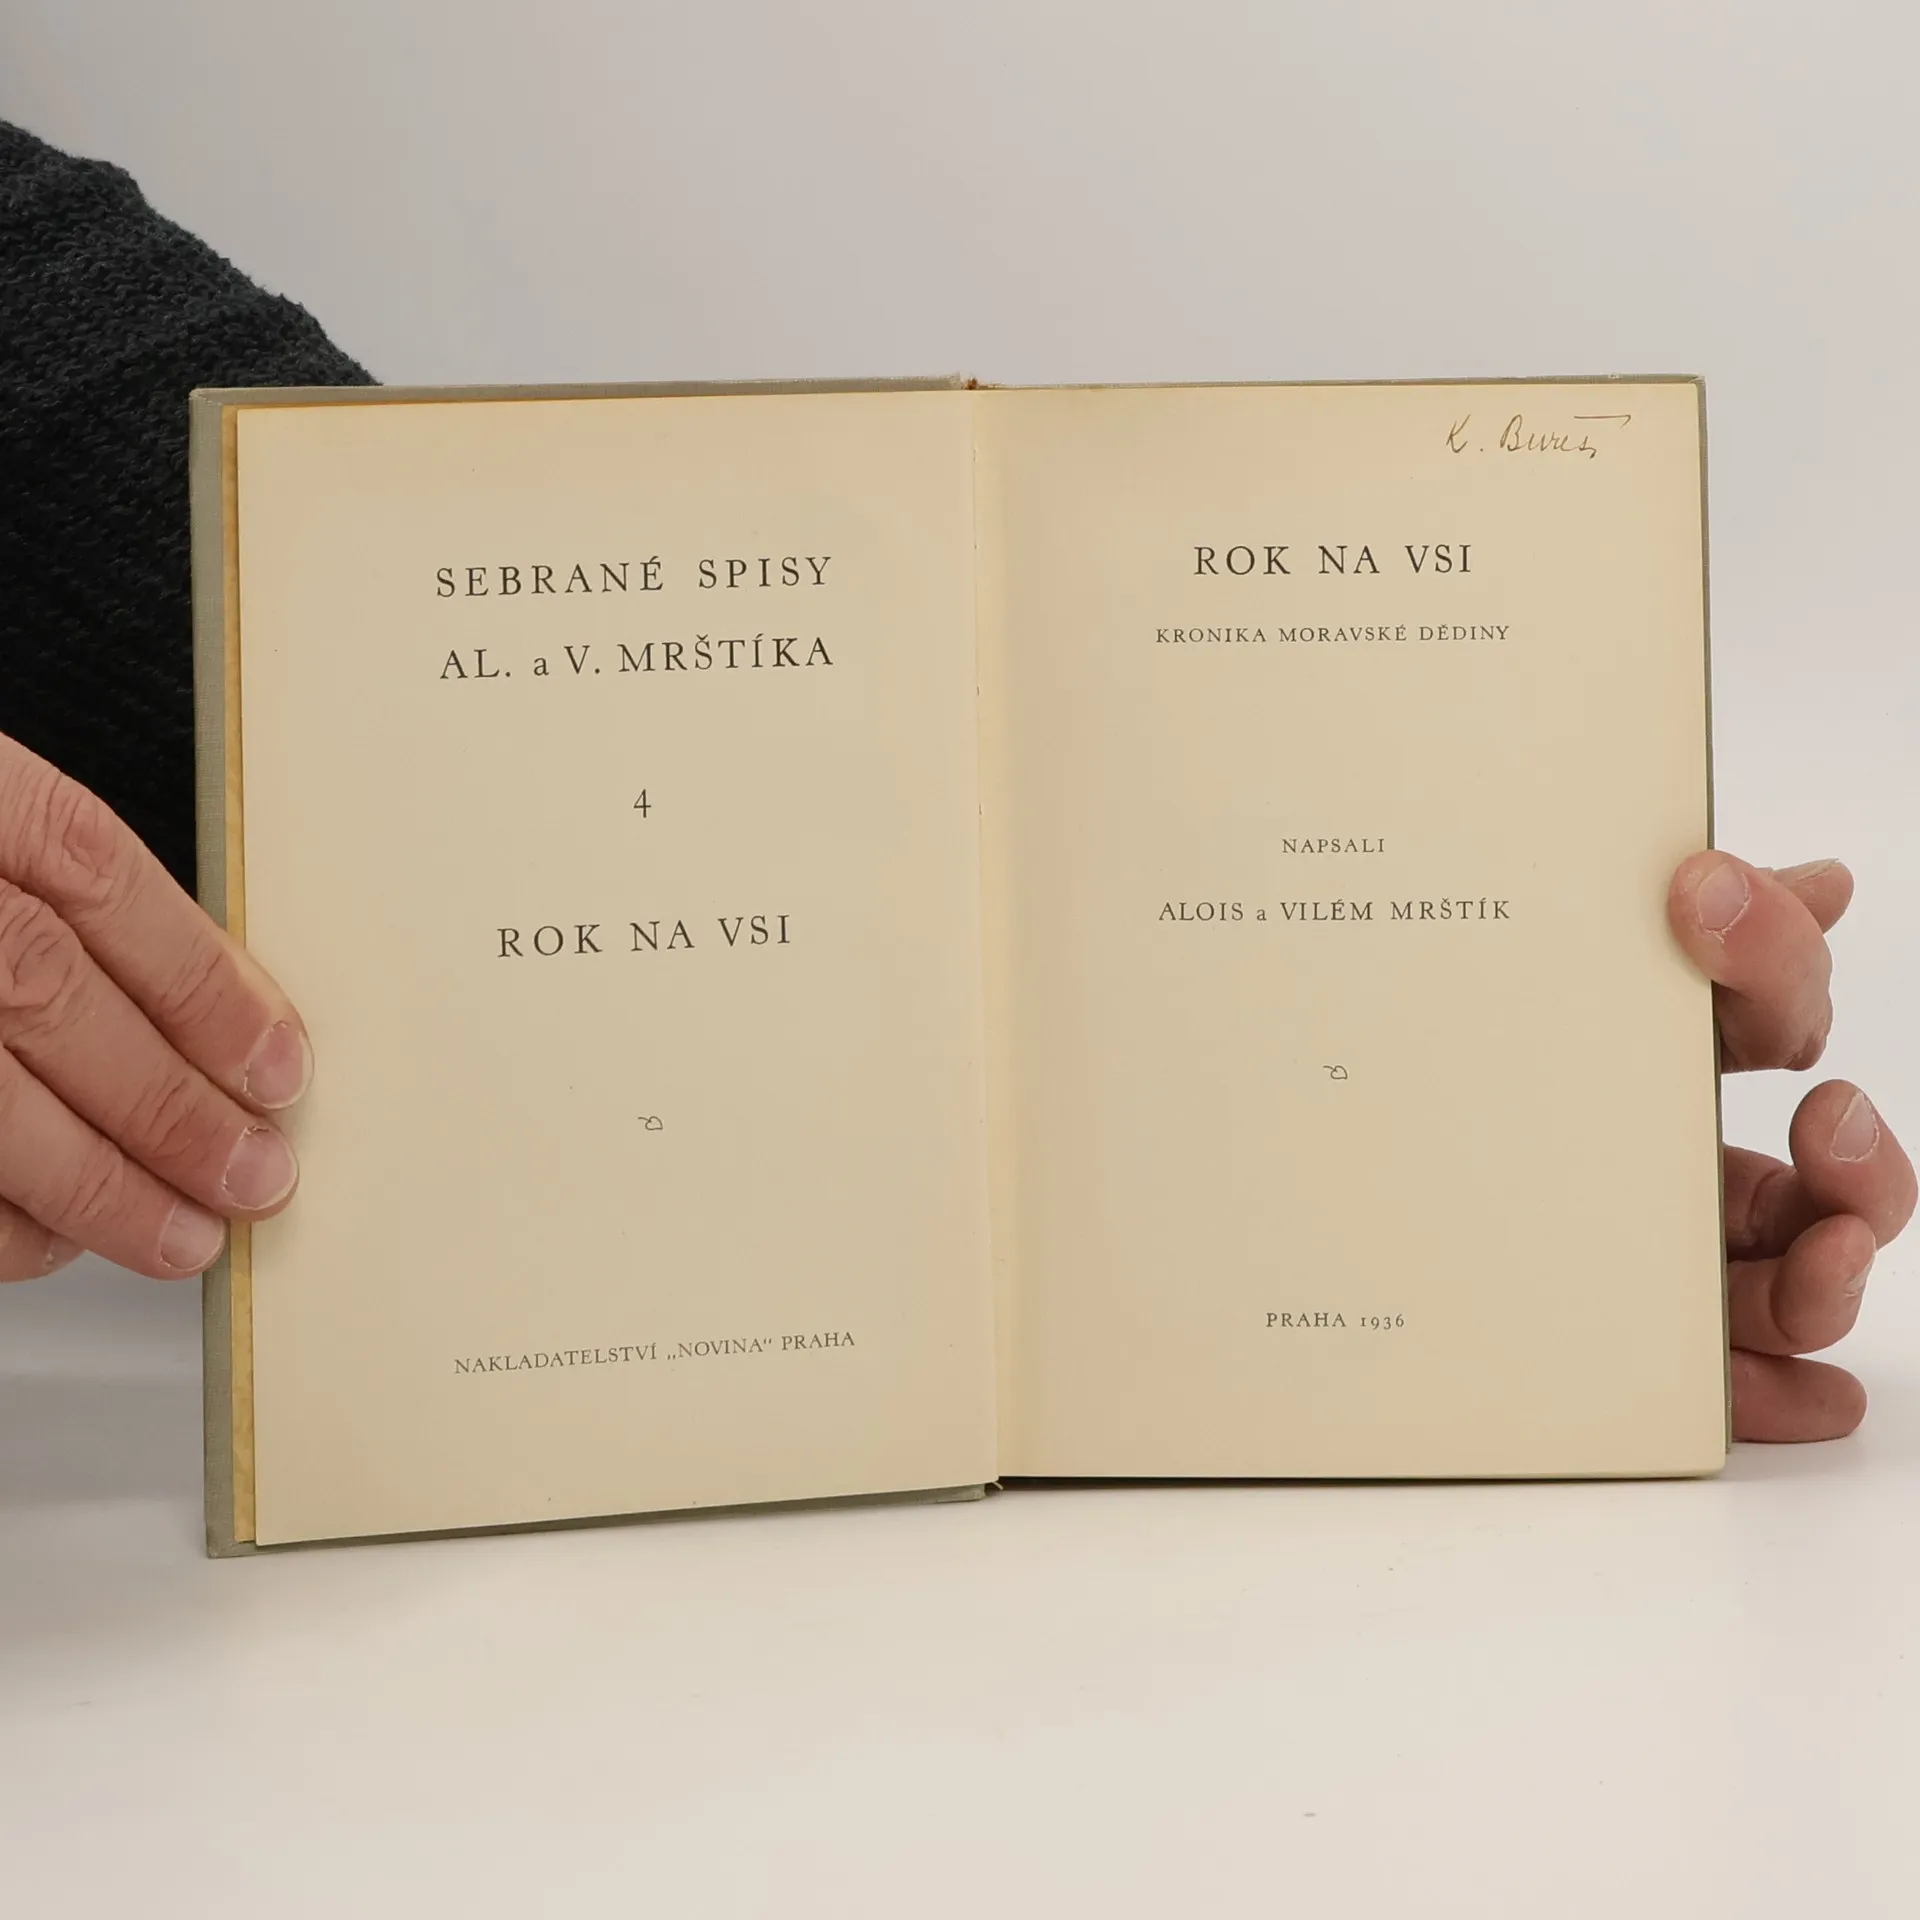 SEBRANÉ SPISY
AL. a V. MRŠTÍKA
4
ROK NA VSI
NAKLADATELSTVÍ „NOVINA“ PRAHA
K. Bureš
ROK NA VSI
KRONIKA MORAVSKÉ DĚDINY
NAPSALI
ALOIS a VILÉM MRŠTÍK
PRAHA 1936